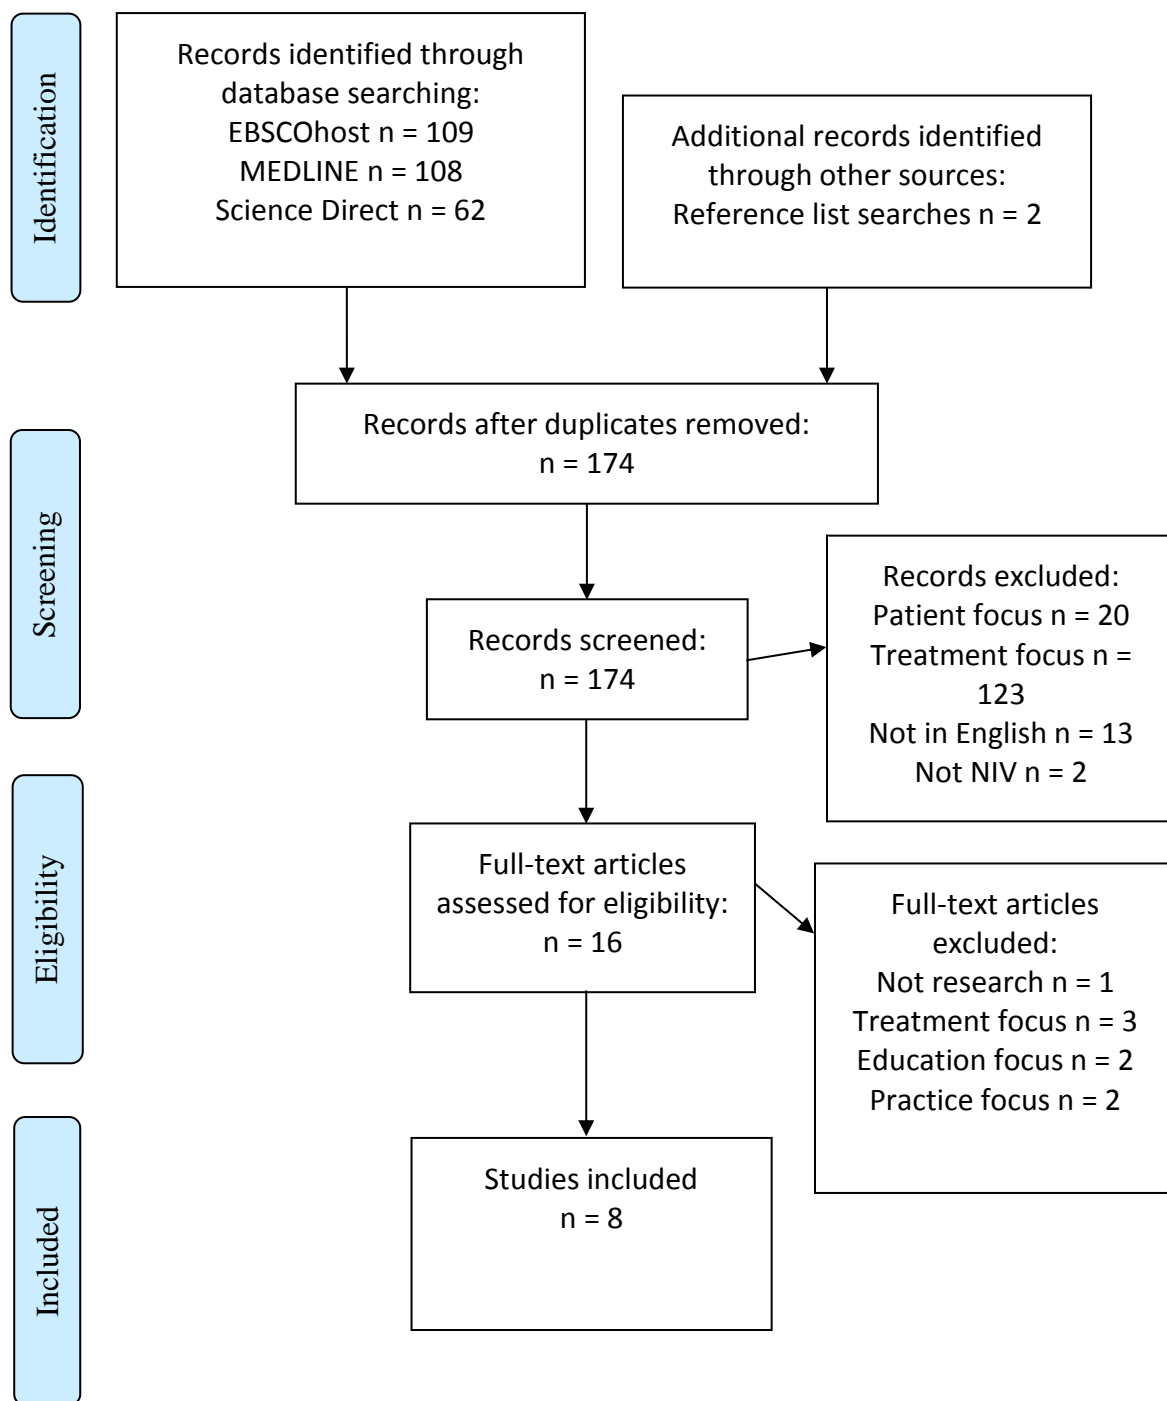 Identification
Records identified through
database searching:
EBSCOhost n = 109
MEDLINE n = 108
Science Direct n = 62
Additional records identified
through other sources:
Reference list searches n = 2
Records after duplicates removed:
n = 174
Screening
Records screened:
n = 174
Records excluded:
Patient focus n = 20
Treatment focus n =
123
Not in English n = 13
Not NIV n = 2
Eligibility
Full-text articles
assessed for eligibility:
n = 16
Full-text articles
excluded:
Not research n = 1
Treatment focus n = 3
Education focus n = 2
Practice focus n = 2
Included
Studies included
n = 8